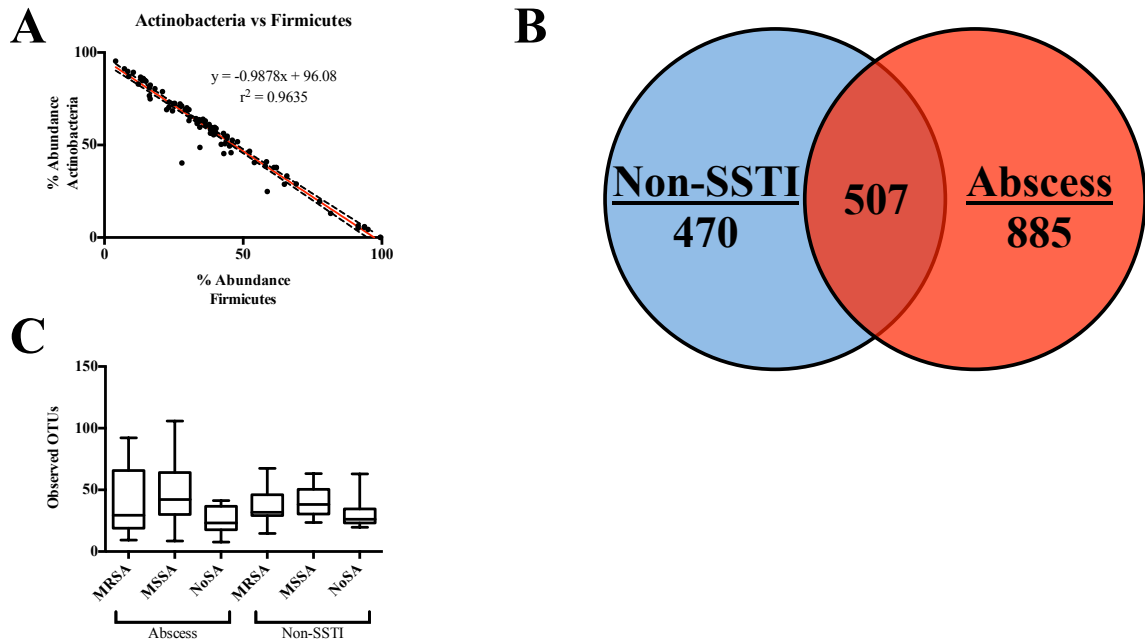 A
Actinobacteria vs Firmicutes
100
50
0
% Abundance
Actinobacteria
y = -0.9878x + 96.08
r² = 0.9635
0
50
100
% Abundance
Firmicutes
B
Non-SSTI
470
507
Abscess
885
C
150
100
50
0
Observed OTUs
MRSA
MSSA
NoSA
MRSA
MSSA
NoSA
Abscess
Non-SSTI